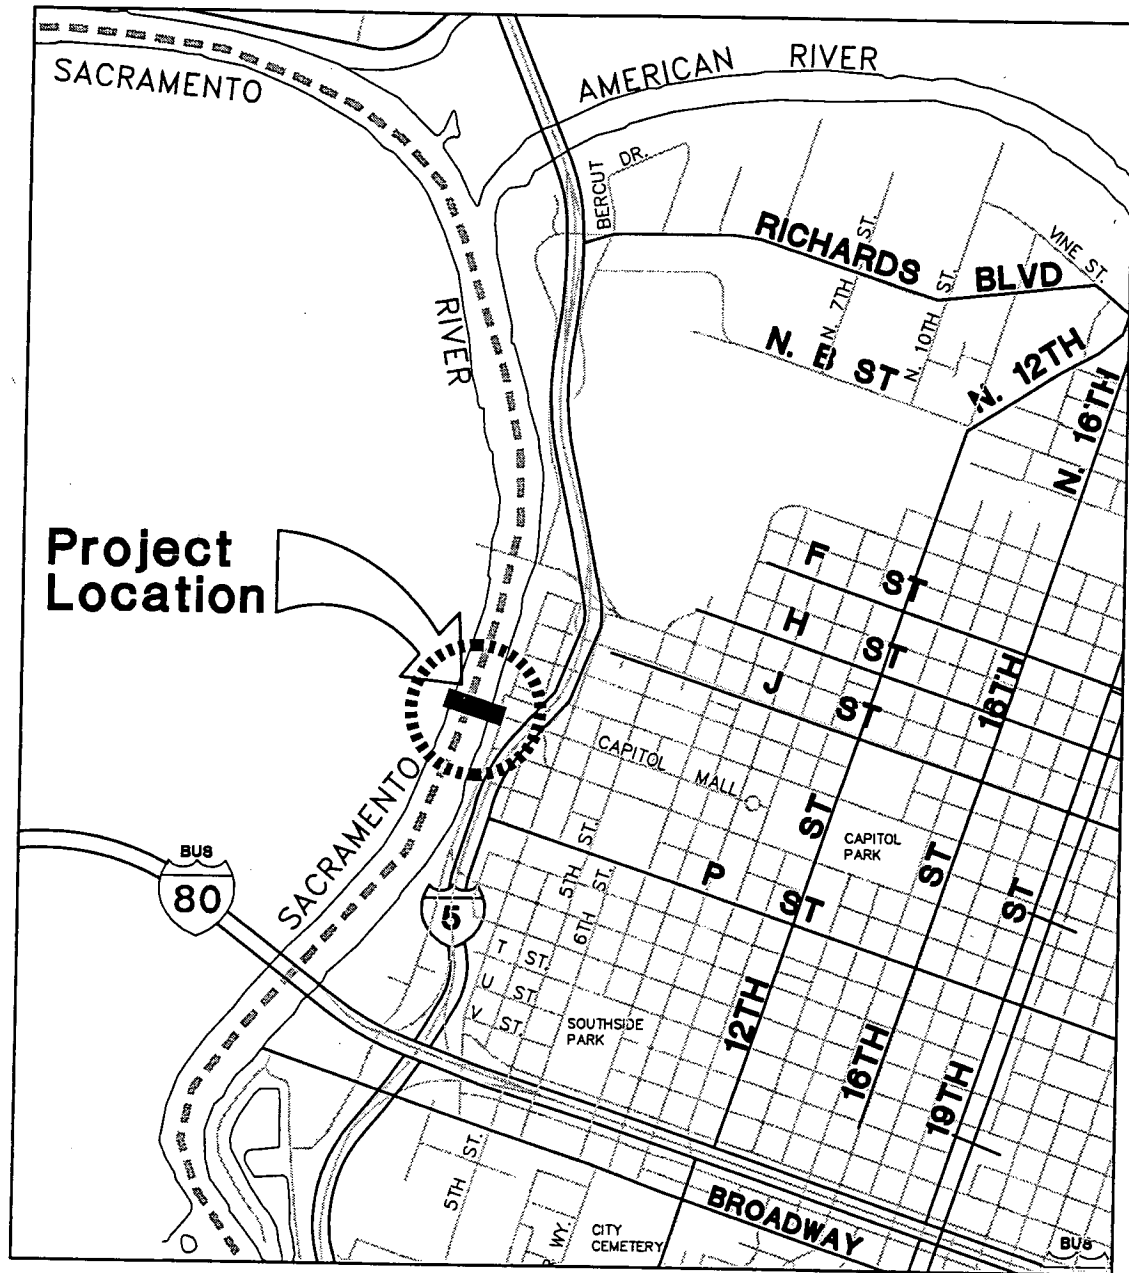 SACRAMENTO
AMERICAN RIVER
BERCUT DR.
RICHARDS BLVD
VINE ST.
N. 7TH ST.
N. 10TH ST.
RIVER
N. B ST
N. 12TH
N. 16TH
Project
Location
F ST
H ST
J ST
16TH ST
CAPITOL MALL
SACRAMENTO
CAPITOL
PARK
BUS
80
5
5TH ST.
6TH ST.
P ST
ST
T ST.
U ST.
V ST.
SOUTHSIDE
PARK
12TH ST
16TH
19TH
5TH ST.
BROADWAY
WY.
CITY
CEMETERY
BUS